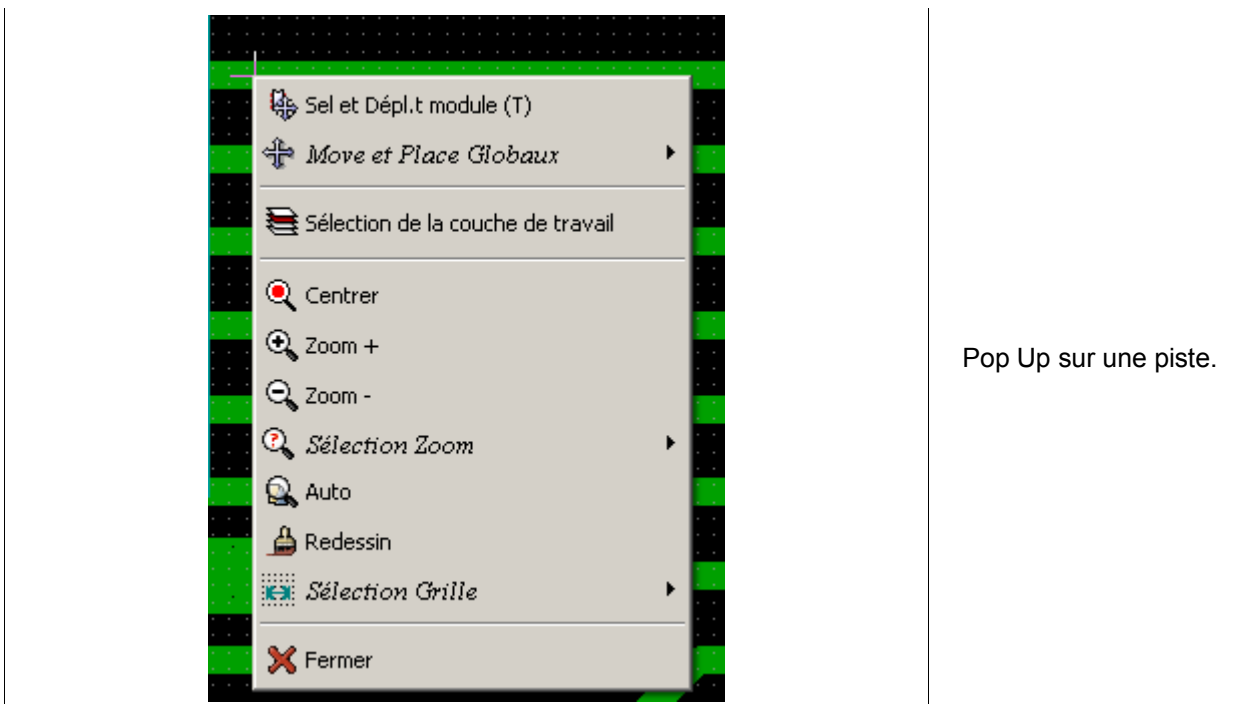 Sel et Dépl.t module (T)
Move et Place Globaux
Sélection de la couche de travail
Centrer
Zoom +
Zoom -
Sélection Zoom
Auto
Redessin
Sélection Grille
Fermer
Pop Up sur une piste.